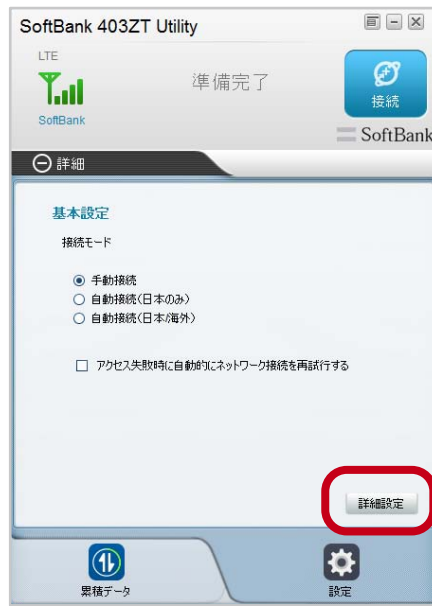 SoftBank 403ZT Utility
LTE
準備完了
接続
SoftBank
SoftBank
詳細
基本設定
接続モード
手動接続
自動接続(日本のみ)
自動接続(日本/海外)
アクセス失敗時に自動的にネットワーク接続を再試行する
詳細設定
累積データ
設定